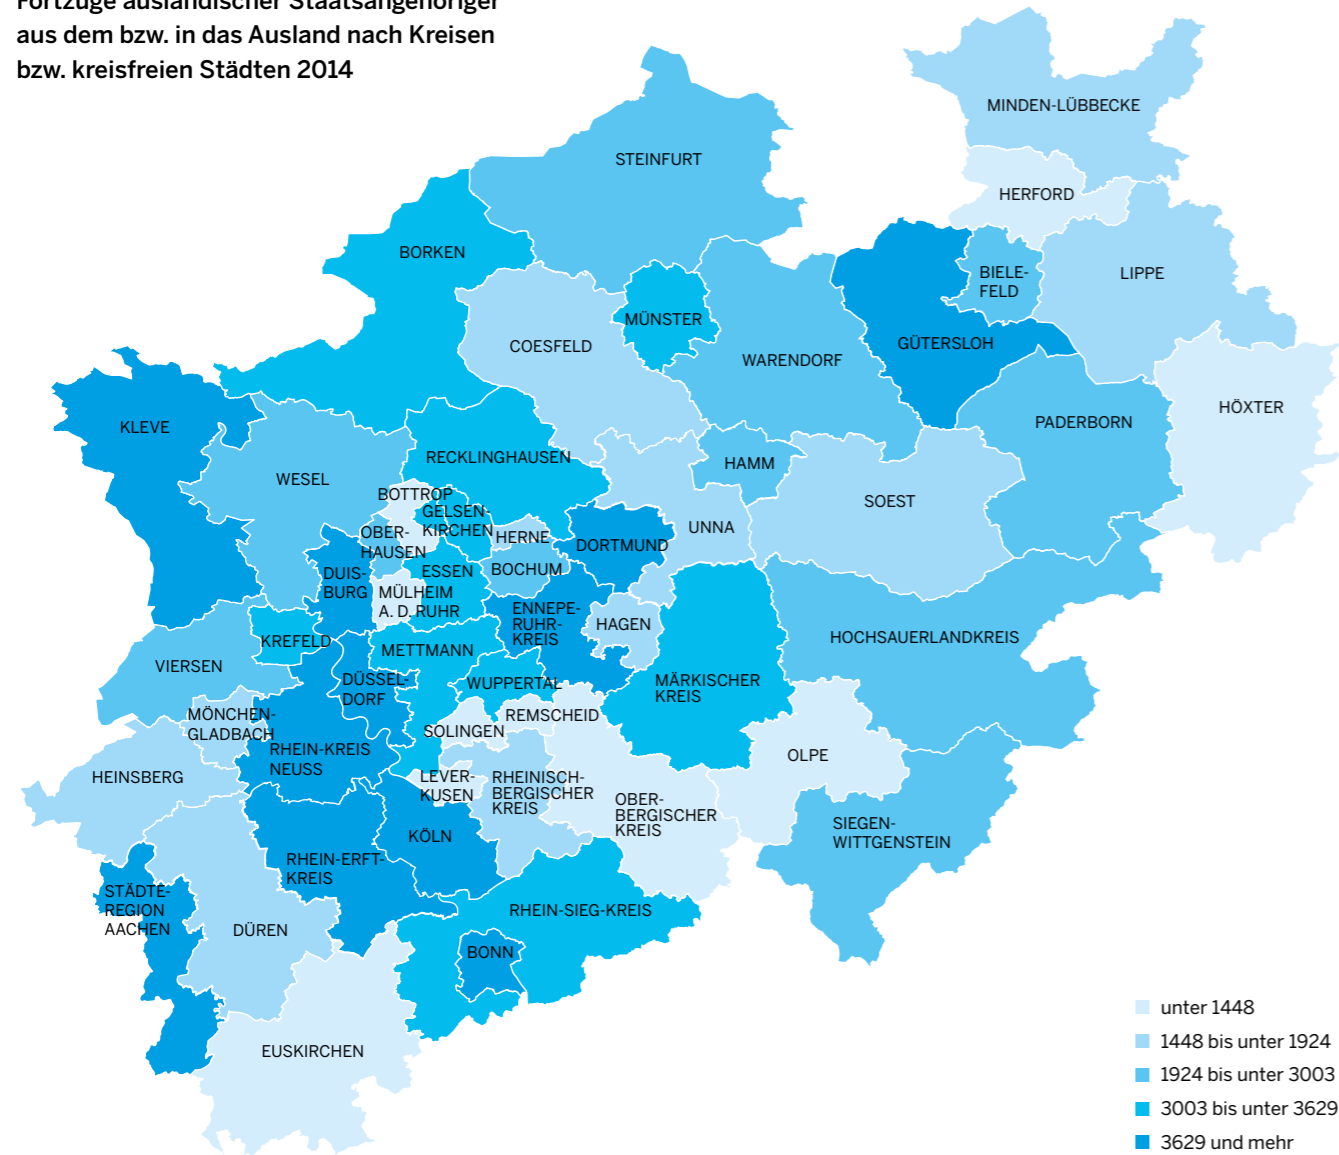 Fortzüge ausländischer Staatsangehöriger
aus dem bzw. in das Ausland nach Kreisen
bzw. kreisfreien Städten 2014
MINDEN-LÜBBECKE
STEINFURT
HERFORD
BORKEN
BIELE-
FELD
LIPPE
MÜNSTER
COESFELD
GÜTERSLOH
WARENDORF
HÖXTER
PADERBORN
KLEVE
RECKLINGHAUSEN
HAMM
WESEL
BOTTROP
SOEST
GELSEN-
KIRCHEN
UNNA
OBER-
HAUSEN
HERNE
DORTMUND
ESSEN
BOCHUM
DUIS-
BURG
MÜLHEIM
A. D. RUHR
ENNEPE-
RUHR-
KREIS
HAGEN
HOCHSAUERLANDKREIS
KREFELD
METTMANN
VIERSEN
DÜSSEL-
DORF
WUPPERTAL
MÄRKISCHER
KREIS
MÖNCHEN-
GLADBACH
REMSCHEID
SOLINGEN
RHEIN-KREIS
NEUSS
OLPE
HEINSBERG
LEVER-
KUSEN
RHEINISCH-
BERGISCHER
KREIS
OBER-
BERGISCHER
KREIS
SIEGEN-
WITTGENSTEIN
KÖLN
RHEIN-ERFT-
KREIS
STÄDTE-
REGION
AACHEN
RHEIN-SIEG-KREIS
DÜREN
BONN
EUSKIRCHEN
unter 1448
1448 bis unter 1924
1924 bis unter 3003
3003 bis unter 3629
3629 und mehr